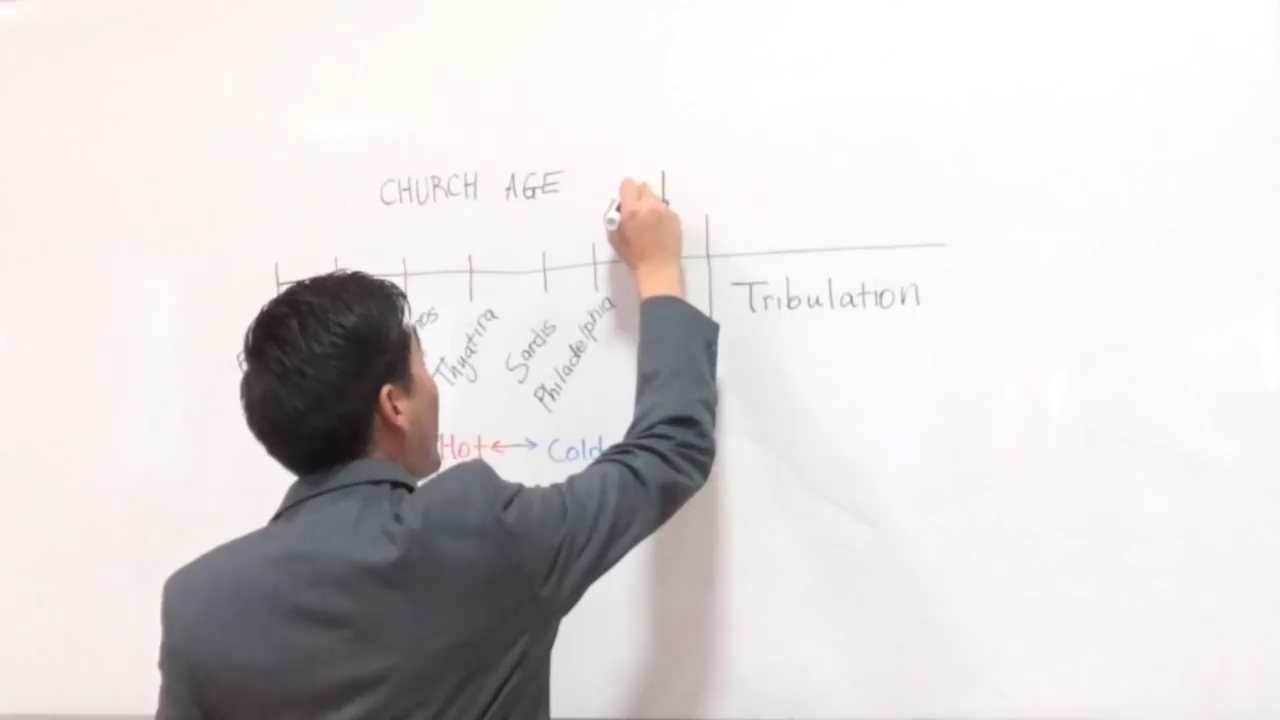 CHURCH AGE
Tribulation
Thyatira
Sardis
Philadelphia
Hot ↔ Cold